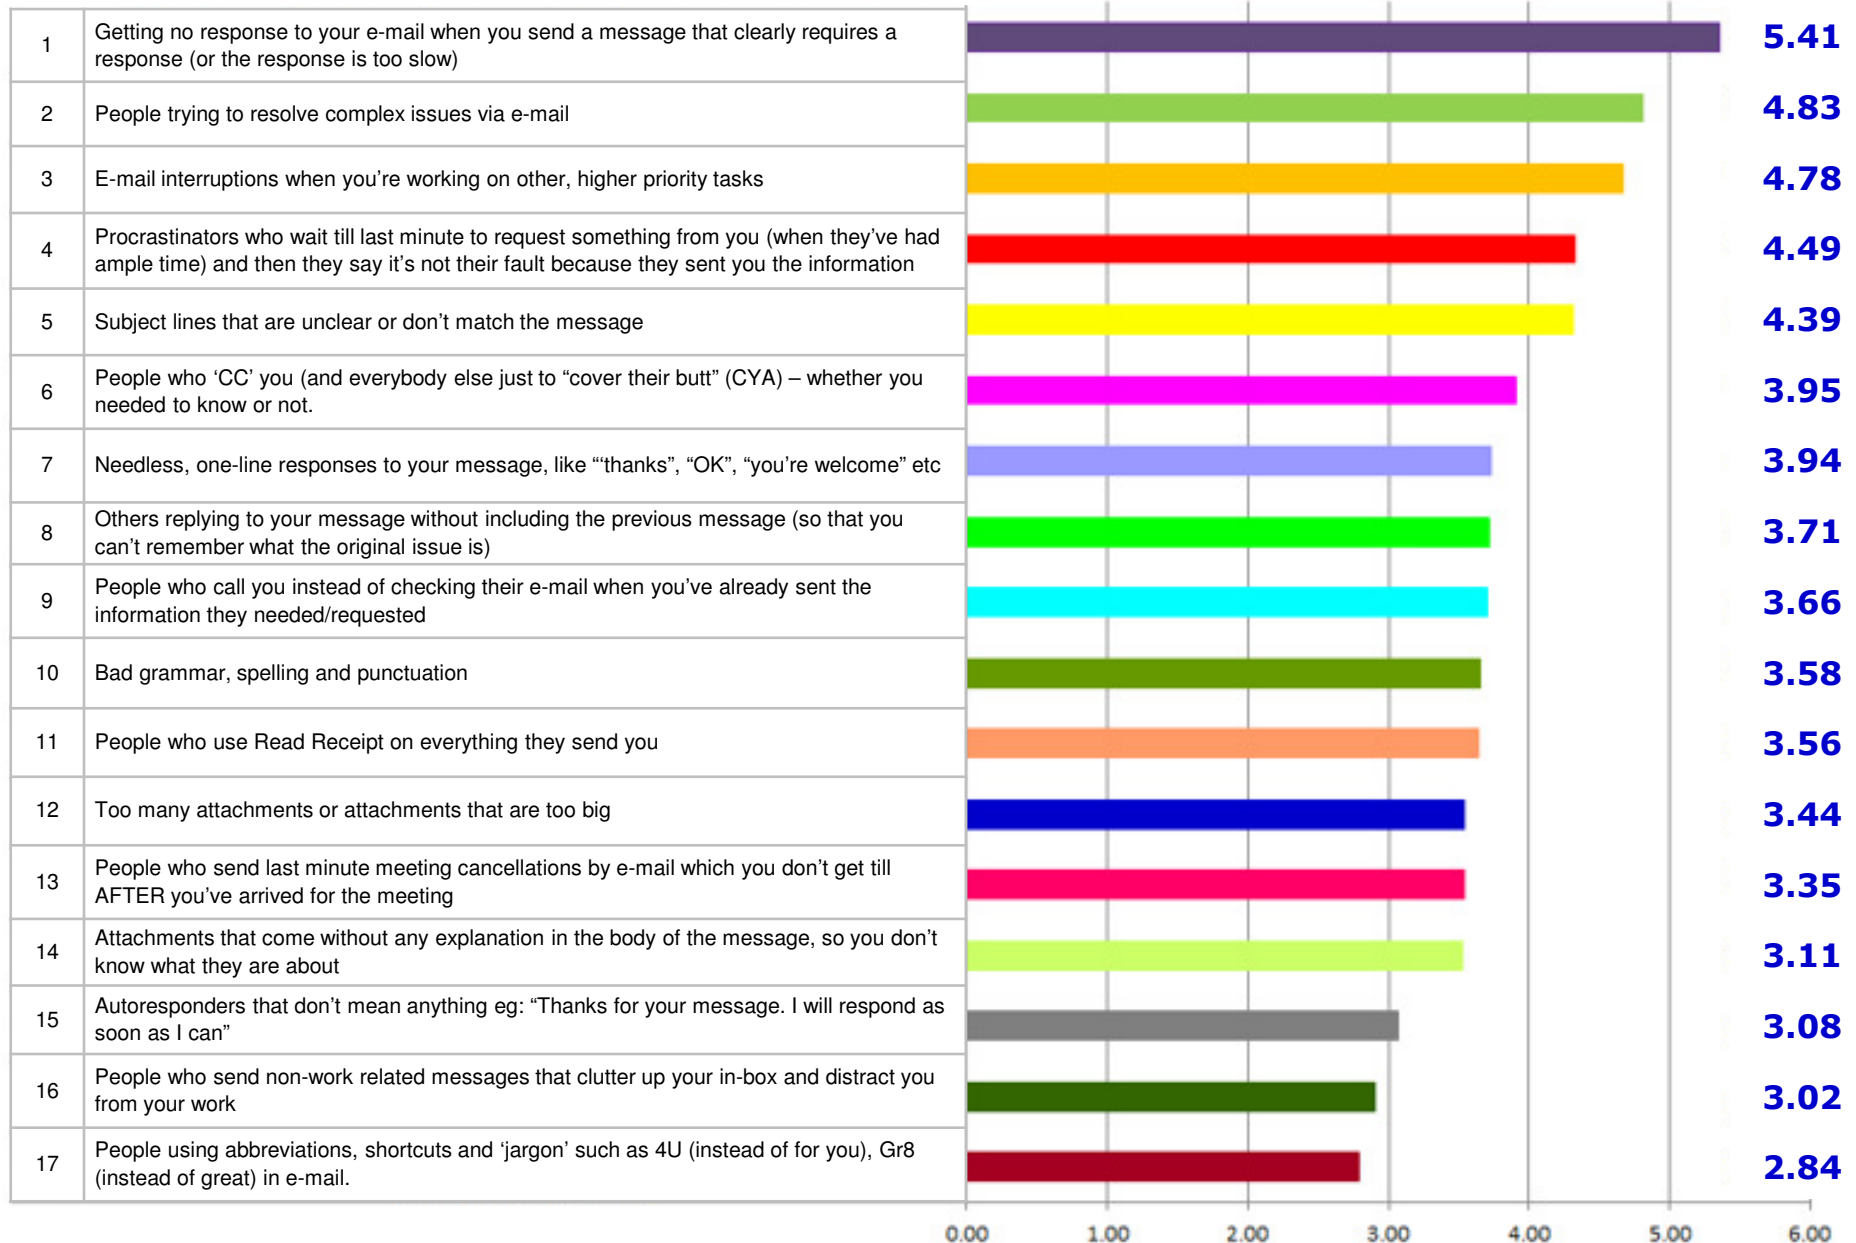 1
Getting no response to your e-mail when you send a message that clearly requires a
response (or the response is too slow)
5.41
2
People trying to resolve complex issues via e-mail
4.83
3
E-mail interruptions when you’re working on other, higher priority tasks
4.78
4
Procrastinators who wait till last minute to request something from you (when they’ve had
ample time) and then they say it’s not their fault because they sent you the information
4.49
5
Subject lines that are unclear or don’t match the message
4.39
6
People who ‘CC’ you (and everybody else just to “cover their butt” (CYA) – whether you
needed to know or not.
3.95
7
Needless, one-line responses to your message, like “‘thanks”, “OK”, “you’re welcome” etc
3.94
8
Others replying to your message without including the previous message (so that you
can’t remember what the original issue is)
3.71
9
People who call you instead of checking their e-mail when you’ve already sent the
information they needed/requested
3.66
10
Bad grammar, spelling and punctuation
3.58
11
People who use Read Receipt on everything they send you
3.56
12
Too many attachments or attachments that are too big
3.44
13
People who send last minute meeting cancellations by e-mail which you don’t get till
AFTER you’ve arrived for the meeting
3.35
14
Attachments that come without any explanation in the body of the message, so you don’t
know what they are about
3.11
15
Autoresponders that don’t mean anything eg: “Thanks for your message. I will respond as
soon as I can”
3.08
16
People who send non-work related messages that clutter up your in-box and distract you
from your work
3.02
17
People using abbreviations, shortcuts and ‘jargon’ such as 4U (instead of for you), Gr8
(instead of great) in e-mail.
2.84
0.00 1.00 2.00 3.00 4.00 5.00 6.00